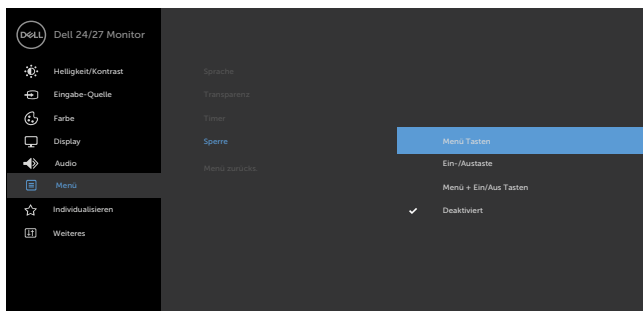 DELL Dell 24/27 Monitor
Helligkeit/Kontrast
Eingabe-Quelle
Farbe
Display
Audio
Menü
Individualisieren
Weiteres
Sprache
Transparenz
Timer
Sperre
Menü zurücks.
Menü Tasten
Ein-/Austaste
Menü + Ein/Aus Tasten
Deaktiviert